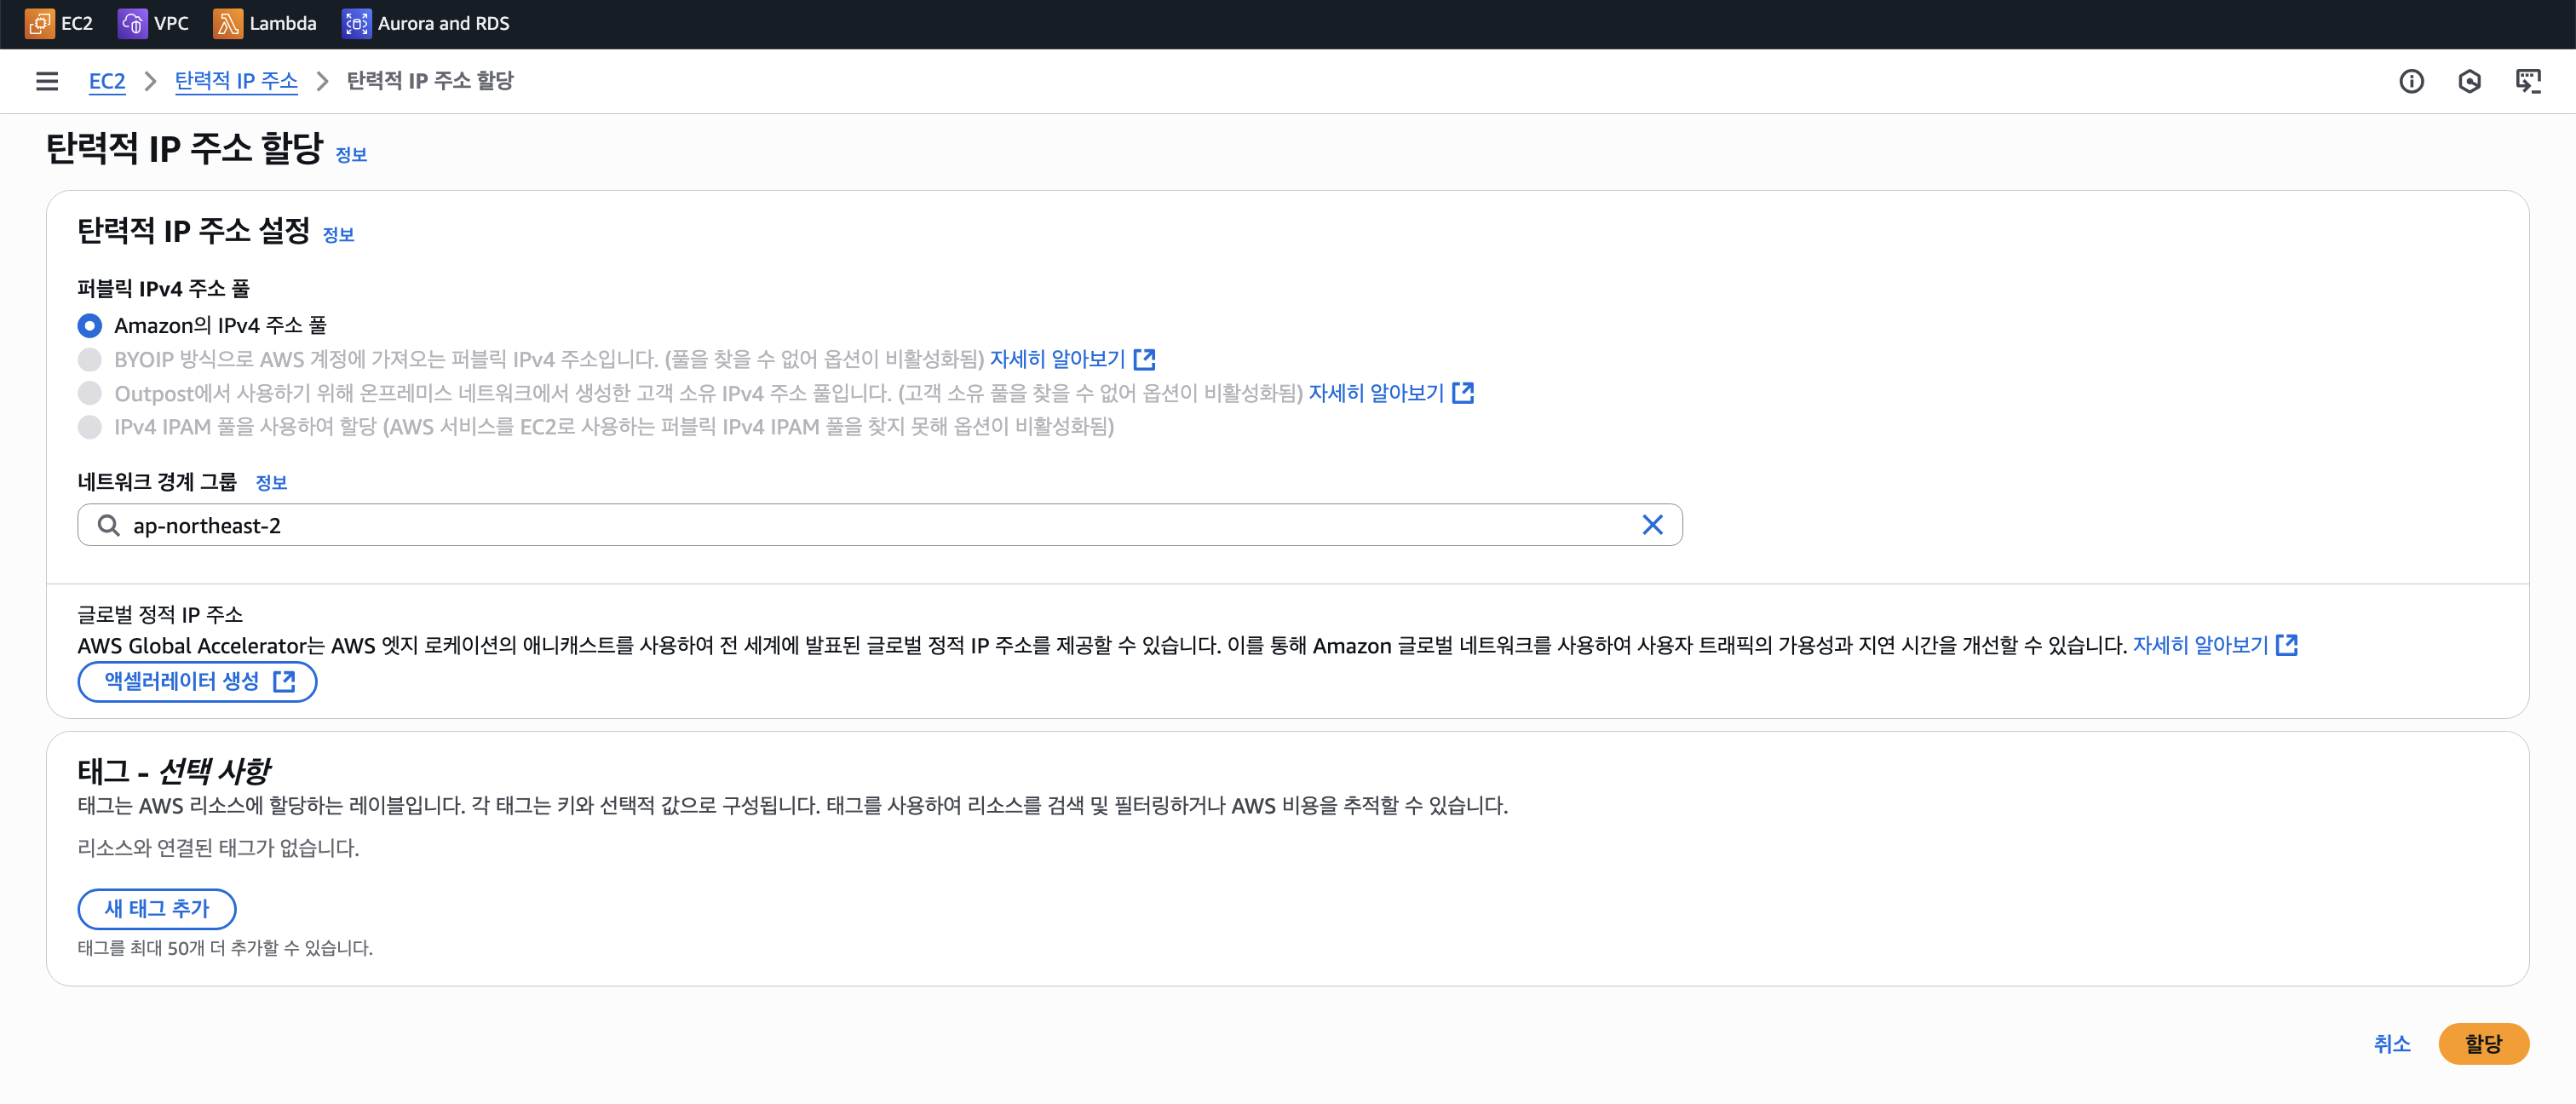 EC2 VPC Lambda Aurora and RDS
EC2 탄력적 IP 주소 탄력적 IP 주소 할당
탄력적 IP 주소 할당 정보
탄력적 IP 주소 설정 정보
퍼블릭 IPv4 주소 풀
Amazon의 IPv4 주소 풀
BYOIP 방식으로 AWS 계정에 가져오는 퍼블릭 IPv4 주소입니다. (풀을 찾을 수 없어 옵션이 비활성화됨) 자세히 알아보기
Outpost에서 사용하기 위해 온프레미스 네트워크에서 생성한 고객 소유 IPv4 주소 풀입니다. (고객 소유 풀을 찾을 수 없어 옵션이 비활성화됨) 자세히 알아보기
IPv4 IPAM 풀을 사용하여 할당 (AWS 서비스를 EC2로 사용하는 퍼블릭 IPv4 IPAM 풀을 찾지 못해 옵션이 비활성화됨)
네트워크 경계 그룹 정보
ap-northeast-2
글로벌 정적 IP 주소
AWS Global Accelerator는 AWS 엣지 로케이션의 애니캐스트를 사용하여 전 세계에 발표된 글로벌 정적 IP 주소를 제공할 수 있습니다. 이를 통해 Amazon 글로벌 네트워크를 사용하여 사용자 트래픽의 가용성과 지연 시간을 개선할 수 있습니다. 자세히 알아보기
액셀러레이터 생성
태그 - 선택 사항
태그는 AWS 리소스에 할당하는 레이블입니다. 각 태그는 키와 선택적 값으로 구성됩니다. 태그를 사용하여 리소스를 검색 및 필터링하거나 AWS 비용을 추적할 수 있습니다.
리소스와 연결된 태그가 없습니다.
새 태그 추가
태그를 최대 50개 더 추가할 수 있습니다.
취소 할당